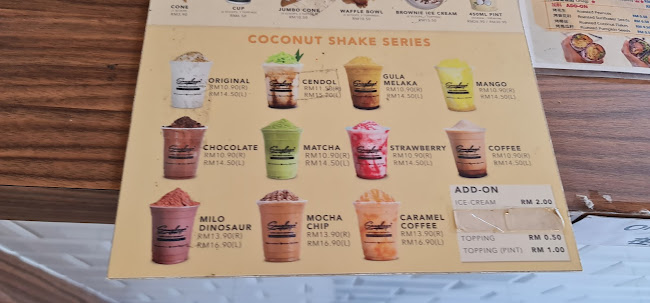 CONE
CUP
JUMBO CONE
WAFFLE BOWL
BROWNIE ICE CREAM
450ML PINT
ADD-ON
COCONUT SHAKE SERIES
ORIGINAL
RM10.90(R)
RM14.50(L)
CENDOL
GULA
MELAKA
RM10.90(R)
RM14.50(L)
MANGO
RM10.90(R)
RM14.50(L)
CHOCOLATE
RM10.90(R)
RM14.50(L)
MATCHA
RM10.90(R)
RM14.50(L)
STRAWBERRY
RM10.90(R)
RM14.50(L)
COFFEE
RM10.90(R)
RM14.50(L)
MILO
DINOSAUR
RM13.90(R)
RM16.90(L)
MOCHA
CHIP
RM13.90(R)
RM16.90(L)
CARAMEL
COFFEE
RM13.90(R)
RM16.90(L)
ADD-ON
ICE-CREAM RM 2.00
TOPPING RM 0.50
TOPPING (PINT) RM 1.00